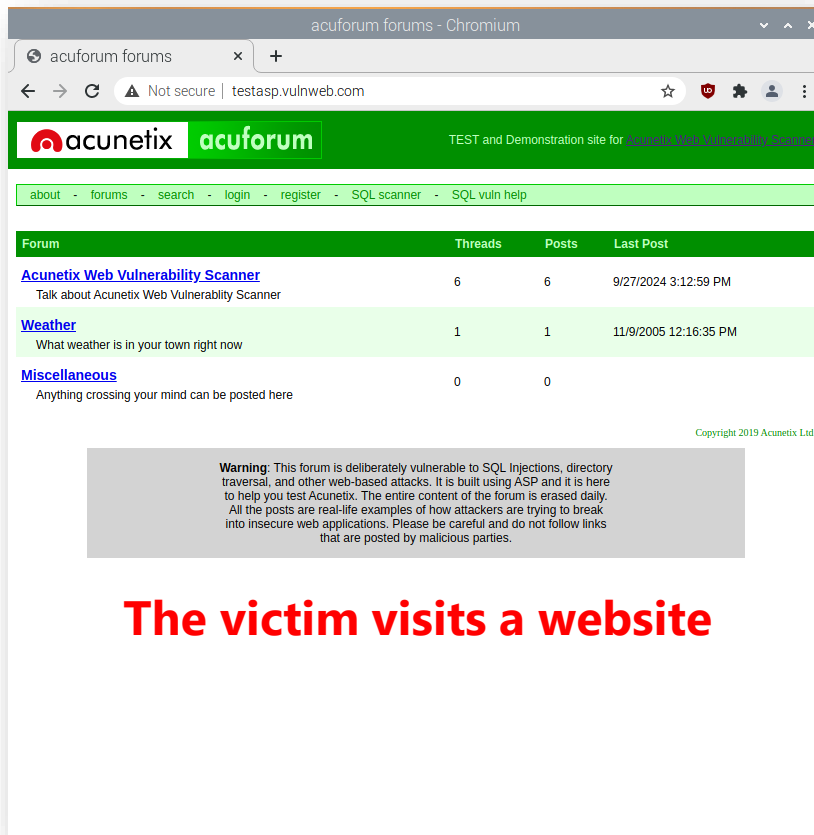 acuforum forums - Chromium
acuforum forums
Not secure testasp.vulnweb.com
acunetix acuforum
TEST and Demonstration site for Acunetix Web Vulnerability Scanner
about - forums - search - login - register - SQL scanner - SQL vuln help
Forum Threads Posts Last Post
Acunetix Web Vulnerability Scanner 6 6 9/27/2024 3:12:59 PM
Talk about Acunetix Web Vulnerablity Scanner
Weather 1 1 11/9/2005 12:16:35 PM
What weather is in your town right now
Miscellaneous 0 0
Anything crossing your mind can be posted here
Copyright 2019 Acunetix Ltd
Warning: This forum is deliberately vulnerable to SQL Injections, directory
traversal, and other web-based attacks. It is built using ASP and it is here
to help you test Acunetix. The entire content of the forum is erased daily.
All the posts are real-life examples of how attackers are trying to break
into insecure web applications. Please be careful and do not follow links
that are posted by malicious parties.
The victim visits a website